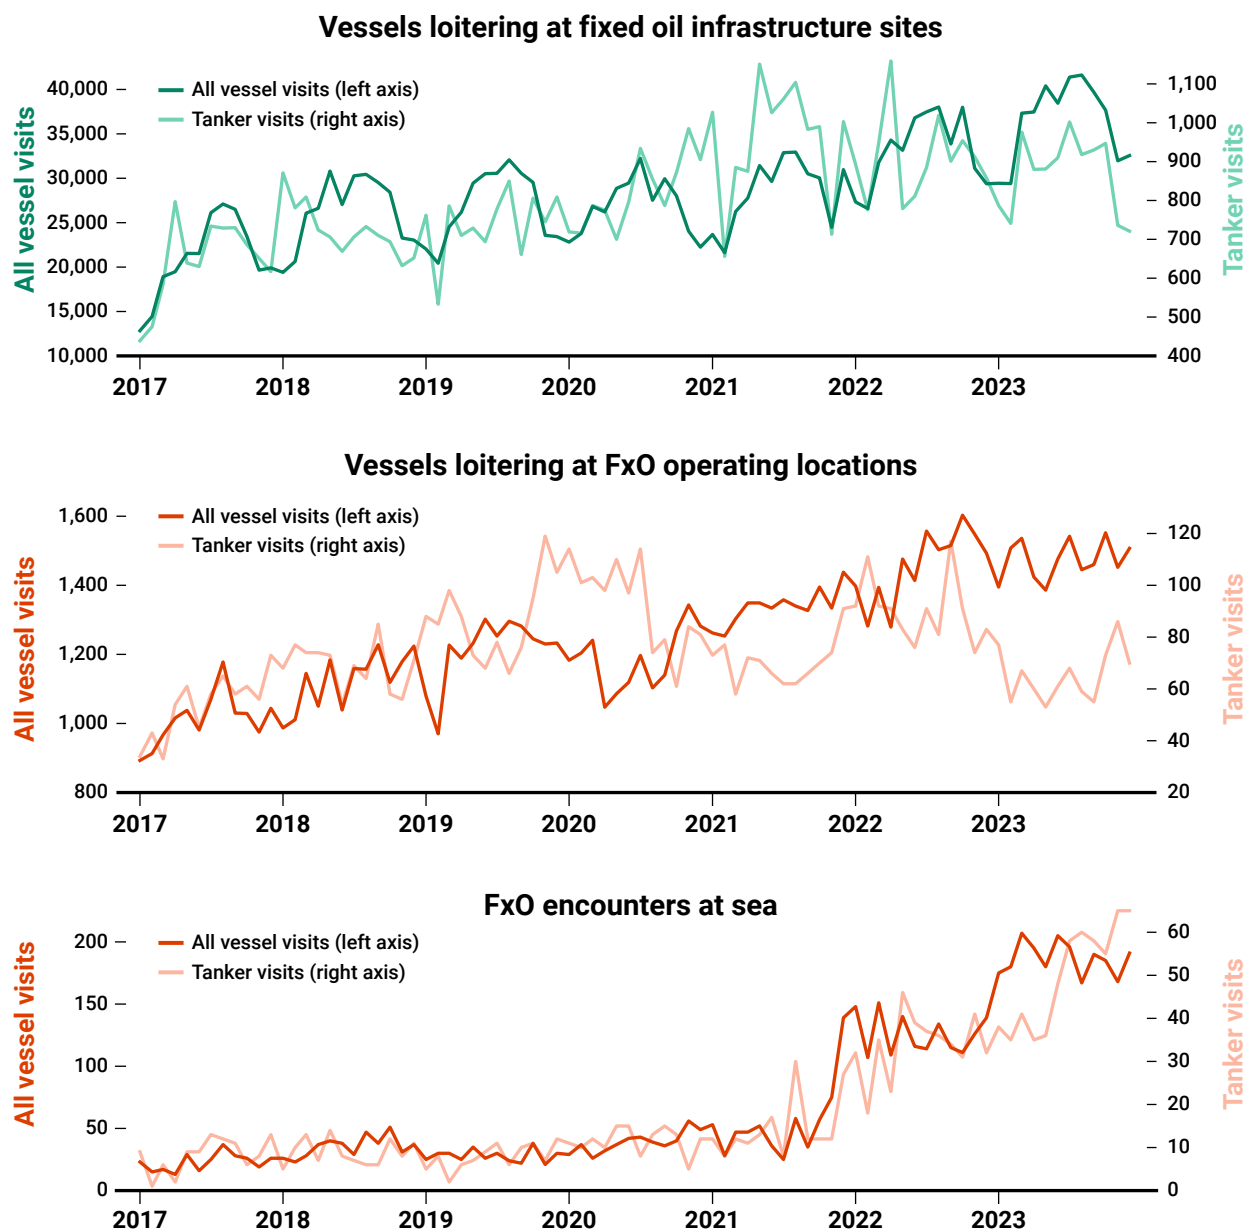 Vessels loitering at fixed oil infrastructure sites
All vessel visits
40,000
35,000
30,000
25,000
20,000
15,000
10,000
All vessel visits (left axis)
Tanker visits (right axis)
1,100
1,000
900
800
700
600
500
400
Tanker visits
2017 2018 2019 2020 2021 2022 2023
Vessels loitering at FxO operating locations
All vessel visits
1,600
1,400
1,200
1,000
800
All vessel visits (left axis)
Tanker visits (right axis)
120
100
80
60
40
20
Tanker visits
2017 2018 2019 2020 2021 2022 2023
FxO encounters at sea
All vessel visits
200
150
100
50
0
All vessel visits (left axis)
Tanker visits (right axis)
60
50
40
30
20
10
0
Tanker visits
2017 2018 2019 2020 2021 2022 2023